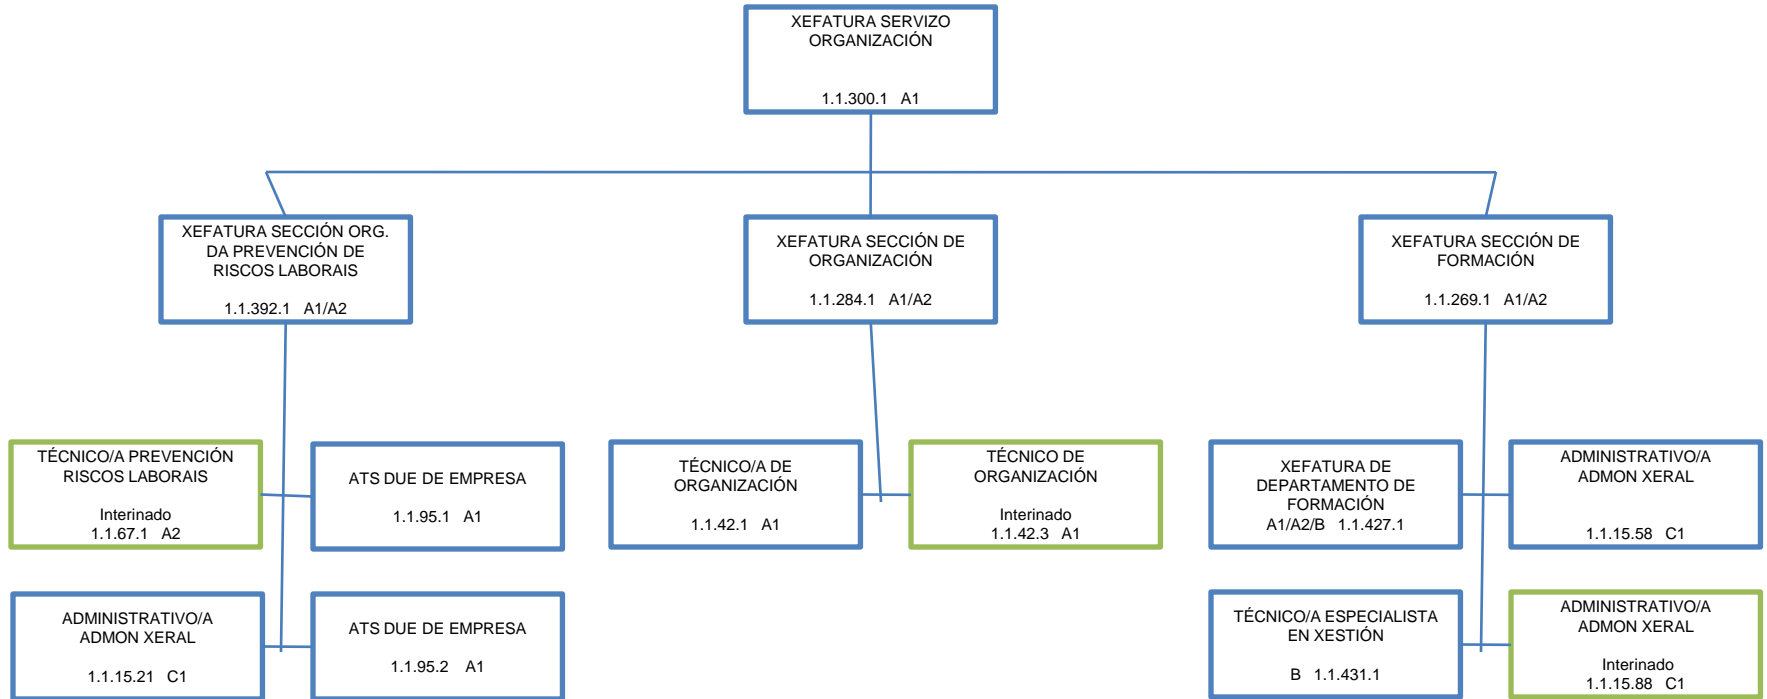 XEFATURA SERVIZO
ORGANIZACIÓN
1.1.300.1 A1
XEFATURA SECCIÓN ORG.
DA PREVENCIÓN DE
RISCOS LABORAIS
1.1.392.1 A1/A2
XEFATURA SECCIÓN DE
ORGANIZACIÓN
1.1.284.1 A1/A2
XEFATURA SECCIÓN DE
FORMACIÓN
1.1.269.1 A1/A2
TÉCNICO/A PREVENCIÓN
RISCOS LABORAIS
Interinado
1.1.67.1 A2
ATS DUE DE EMPRESA
1.1.95.1 A1
TÉCNICO/A DE
ORGANIZACIÓN
1.1.42.1 A1
TÉCNICO DE
ORGANIZACIÓN
Interinado
1.1.42.3 A1
XEFATURA DE
DEPARTAMENTO DE
FORMACIÓN
A1/A2/B 1.1.427.1
ADMINISTRATIVO/A
ADMON XERAL
1.1.15.58 C1
ADMINISTRATIVO/A
ADMON XERAL
1.1.15.21 C1
ATS DUE DE EMPRESA
1.1.95.2 A1
TÉCNICO/A ESPECIALISTA
EN XESTIÓN
B 1.1.431.1
ADMINISTRATIVO/A
ADMON XERAL
Interinado
1.1.15.88 C1